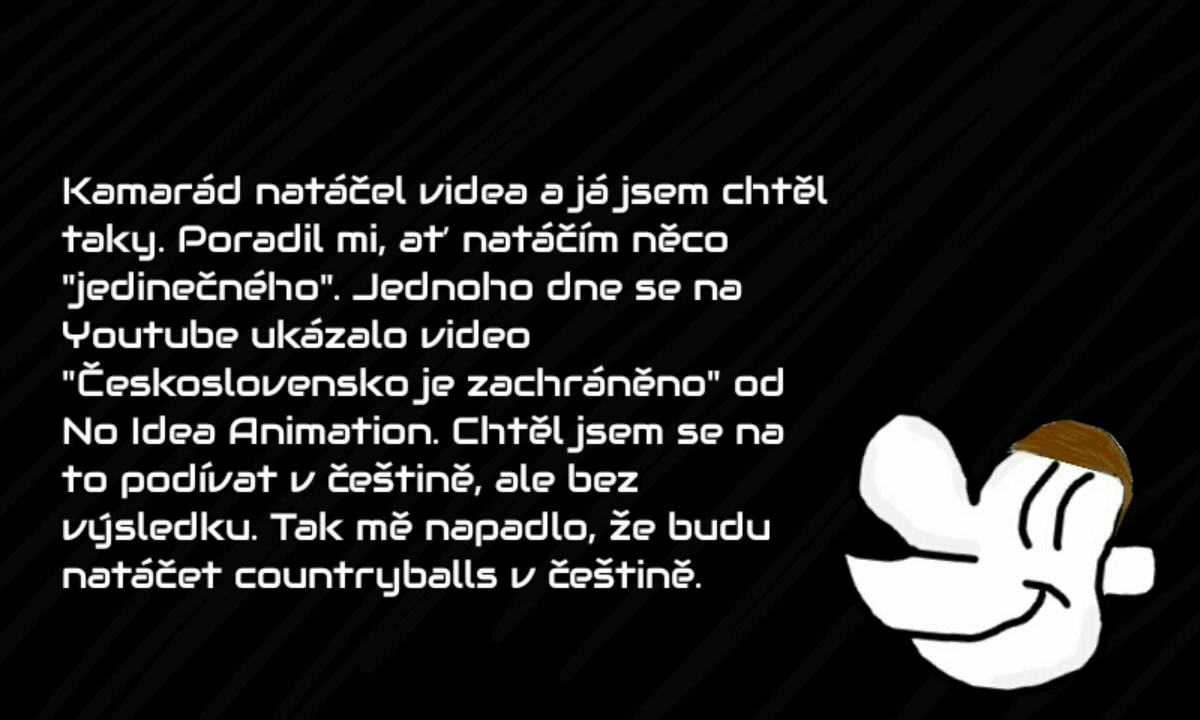 Kamarád natáčel videa a já jsem chtěl
taky. Poradil mi, ať natáčím něco
"jedinečného". Jednoho dne se na
Youtube ukázalo video
"Československo je zachráněno" od
No Idea Animation. Chtěl jsem se na
to podívat v češtině, ale bez
výsledku. Tak mě napadlo, že budu
natáčet countryballs v češtině.